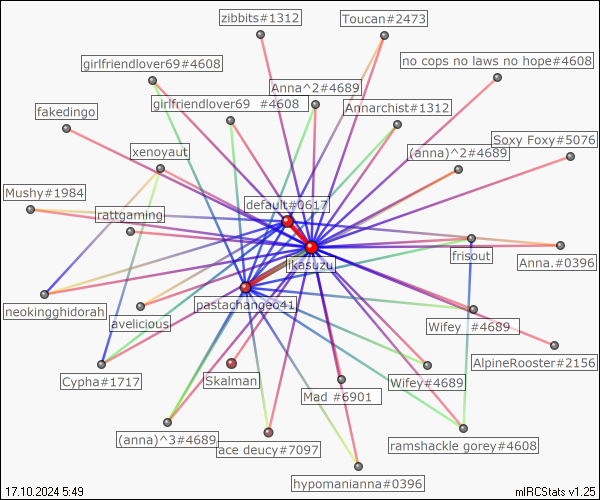 zibbits#1312
Toucan#2473
girlfriendlover69#4608
no cops no laws no hope#4608
Anna^2#4689
girlfriendlover69 #4608
Annarchist#1312
fakedingo
Soxy Foxy#5076
xenoyaut
(anna)^2#4689
Mushy#1984
default#0617
rattgaming
frisout
Anna.#0396
ikasuzu
pastachangeo41
neokingghidorah
avelicious
Wifey #4689
AlpineRooster#2156
Cypha#1717
Skalman
Wifey#4689
Mad #6901
(anna)^3#4689
ace deucy#7097
ramshackle gorey#4608
hypomanianna#0396
17.10.2024 5:49
mIRCStats v1.25